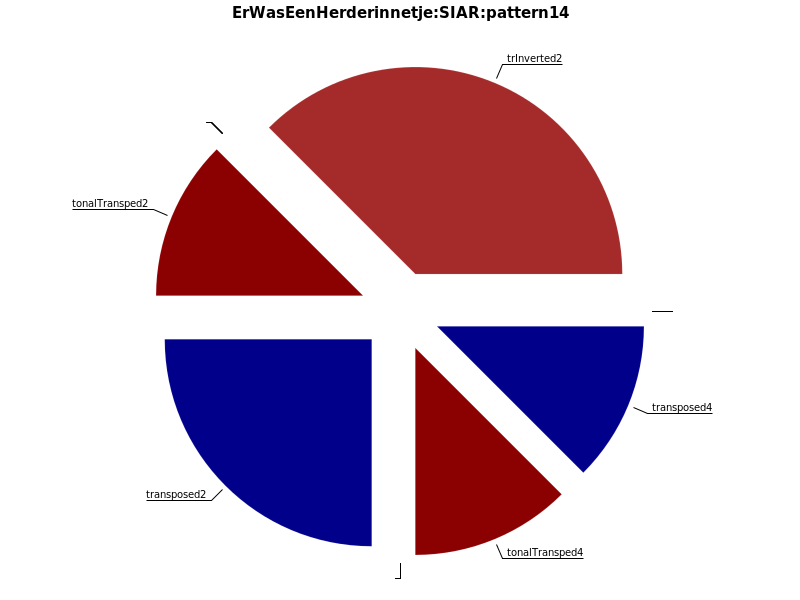 ErWasEenHerderinnetje:SIAR:pattern14
trInverted2
tonalTransped2
transposed4
transposed2
tonalTransped4